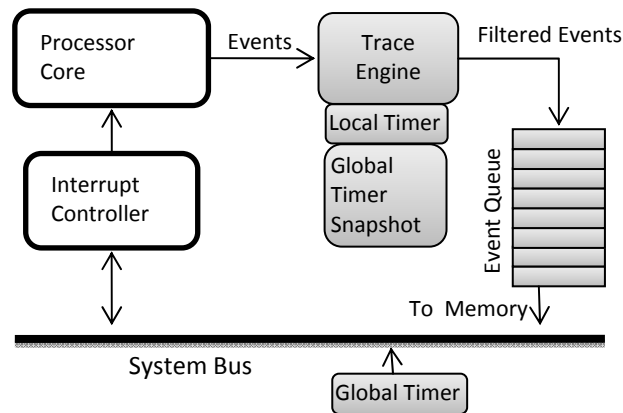 Processor
Core
Events
Trace
Engine
Filtered Events
Local Timer
Global
Timer
Snapshot
Interrupt
Controller
Event Queue
To Memory
System Bus
Global Timer